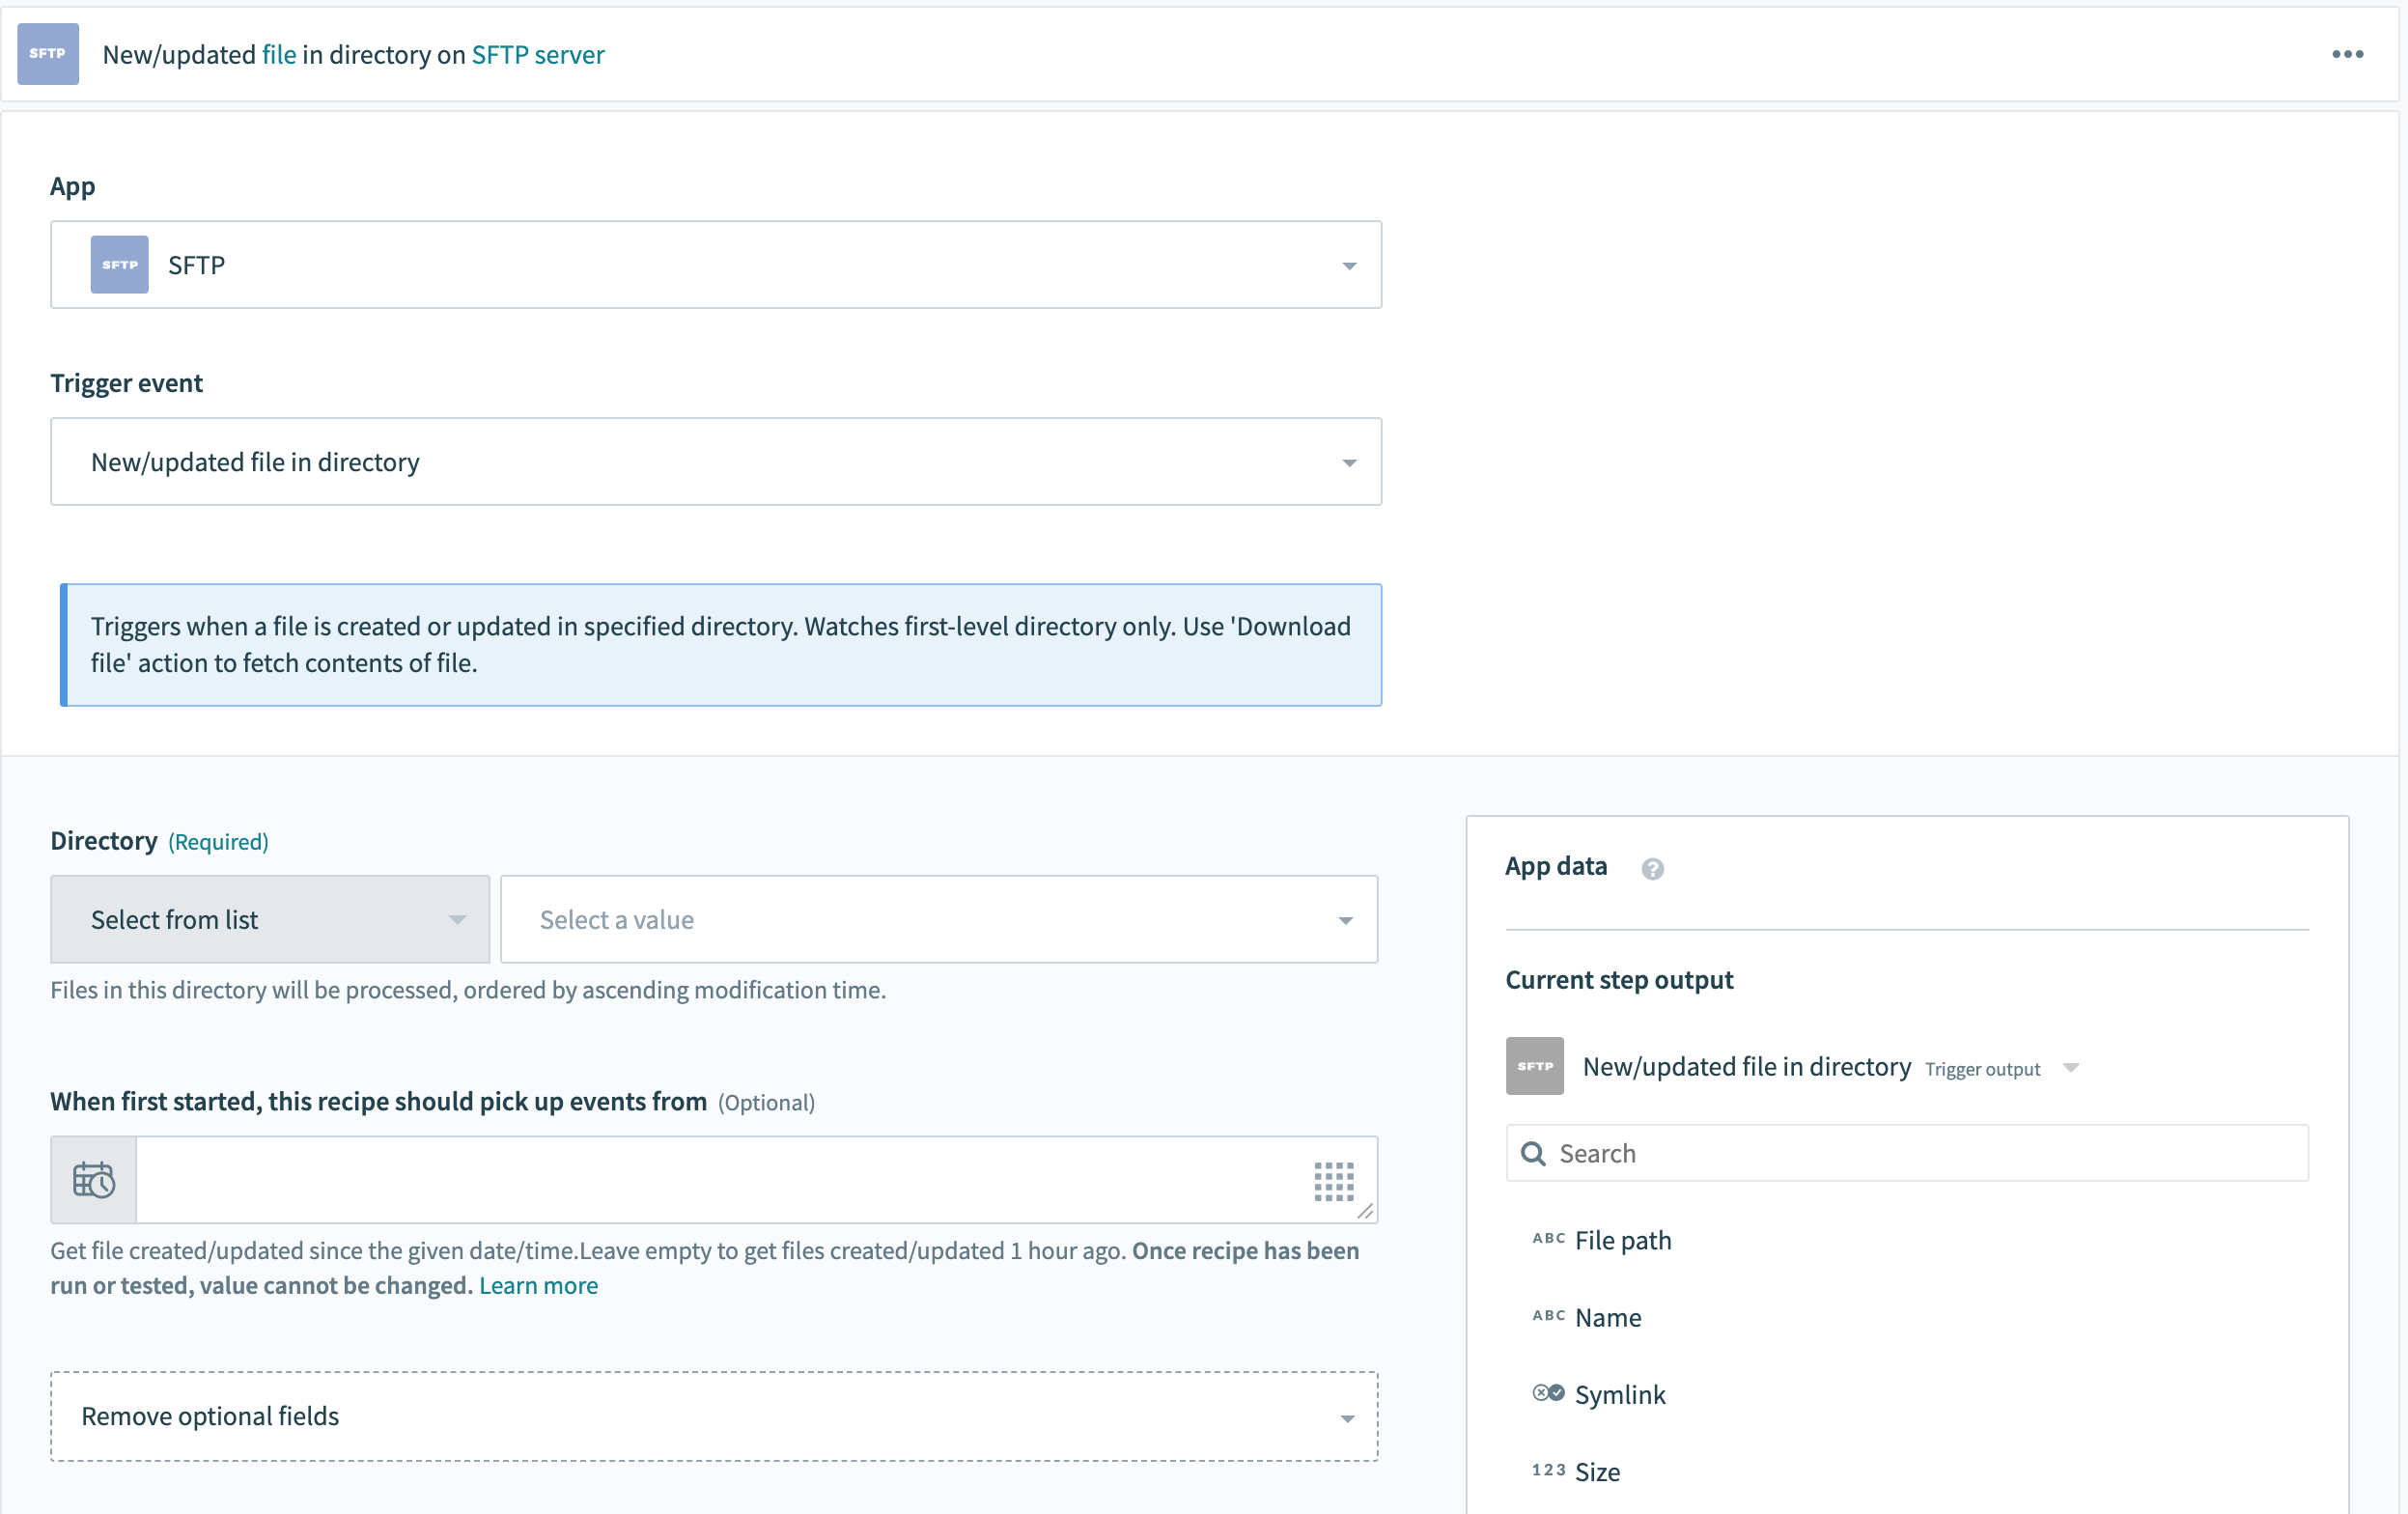 SFTP
New/updated file in directory on SFTP server
App
SFTP
SFTP
Trigger event
New/updated file in directory
Triggers when a file is created or updated in specified directory. Watches first-level directory only. Use 'Download
file' action to fetch contents of file.
Directory (Required)
Select from list
Select a value
Files in this directory will be processed, ordered by ascending modification time.
When first started, this recipe should pick up events from (Optional)
Get file created/updated since the given date/time.Leave empty to get files created/updated 1 hour ago. Once recipe has been
run or tested, value cannot be changed. Learn more
Remove optional fields
App data ?
Current step output
SFTP
New/updated file in directory Trigger output
Search
ABC File path
ABC Name
Symlink
123 Size